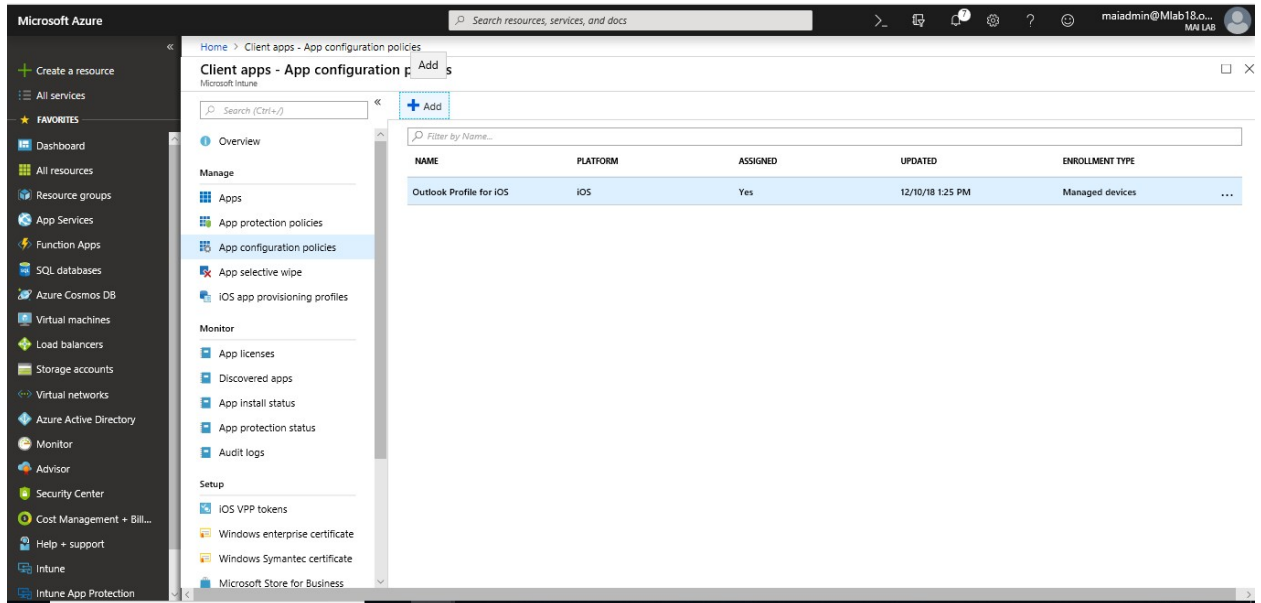 Microsoft Azure
Search resources, services, and docs
7
maiadmin@Mlab18.o...
MAI LAB
Home > Client apps - App configuration policies
Client apps - App configuration p s
Add
Microsoft Intune
Create a resource
All services
FAVORITES
Dashboard
All resources
Resource groups
App Services
Function Apps
SQL databases
Azure Cosmos DB
Virtual machines
Load balancers
Storage accounts
Virtual networks
Azure Active Directory
Monitor
Advisor
Security Center
Cost Management + Bill...
Help + support
Intune
Intune App Protection
Search (Ctrl+/)
Overview
Manage
Apps
App protection policies
App configuration policies
App selective wipe
iOS app provisioning profiles
Monitor
App licenses
Discovered apps
App install status
App protection status
Audit logs
Setup
iOS VPP tokens
Windows enterprise certificate
Windows Symantec certificate
Microsoft Store for Business
Add
Filter by Name...
NAME PLATFORM ASSIGNED UPDATED ENROLLMENT TYPE
Outlook Profile for iOS iOS Yes 12/10/18 1:25 PM Managed devices ...